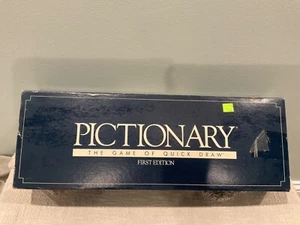 PICTIONARY
THE GAME OF QUICK DRAW
FIRST EDITION